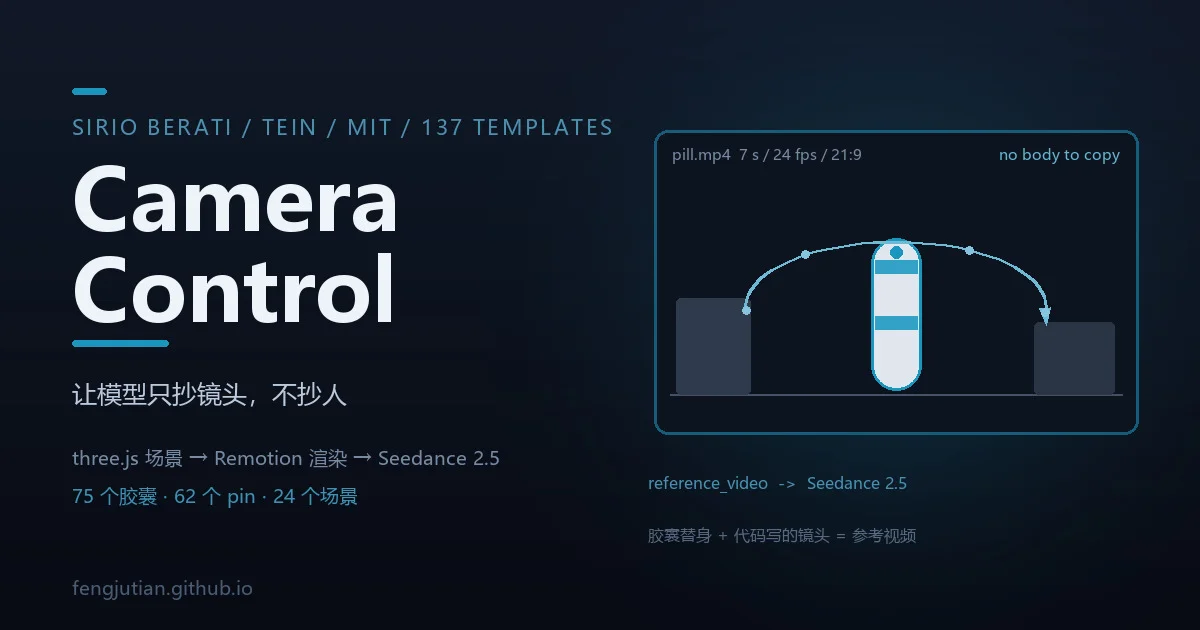 SIRIO BERATI / TEIN / MIT / 137 TEMPLATES
Camera
Control
让模型只抄镜头，不抄人
three.js 场景 → Remotion 渲染 → Seedance 2.5
75 个胶囊 · 62 个 pin · 24 个场景
fengjutian.github.io
pill.mp4 7 s / 24 fps / 21:9
no body to copy
reference_video -> Seedance 2.5
胶囊替身 + 代码写的镜头 = 参考视频